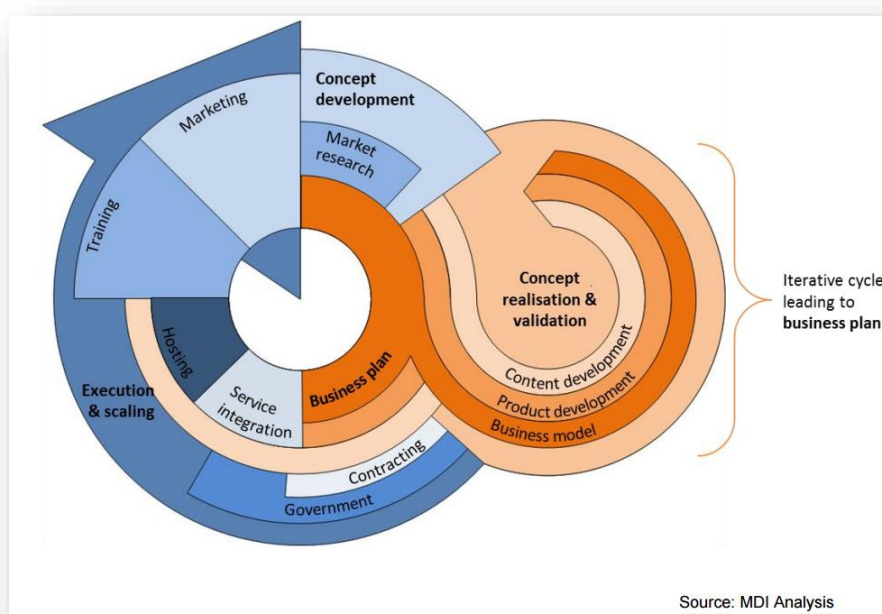 Concept
development
Marketing
Market
research
Training
Concept
realisation &
validation
Iterative cycle
leading to
business plan
Hosting
Business plan
Content development
Execution
& scaling
Service
integration
Product development
Business model
Contracting
Government
Source: MDI Analysis